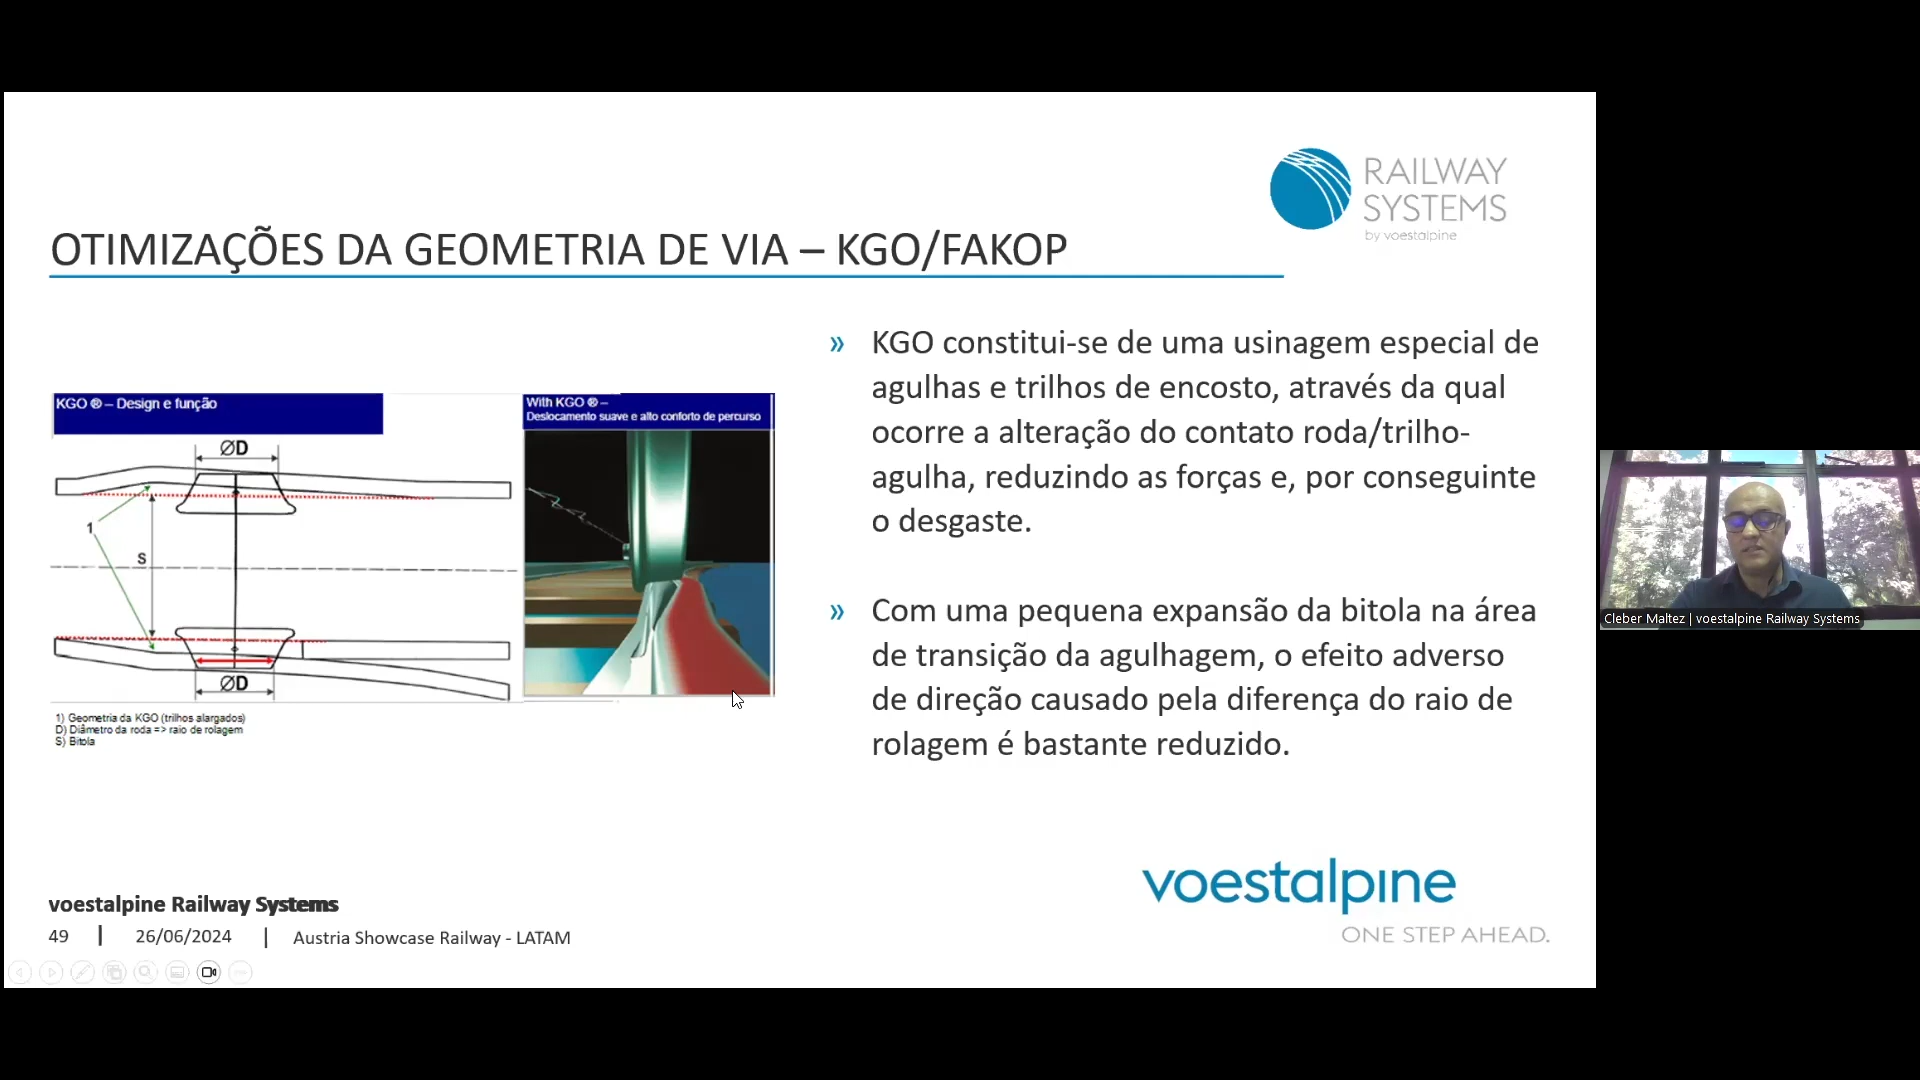 RAILWAY
SYSTEMS
by voestalpine
OTIMIZAÇÕES DA GEOMETRIA DE VIA – KGO/FAKOP
KGO ® – Design e função
With KGO ® –
Deslocamento suave e alto conforto de percurso
ØD
1
S
ØD
1) Geometria da KGO (trilhos alargados)
D) Diâmetro da roda => raio de rolagem
S) Bitola
» KGO constitui-se de uma usinagem especial de
agulhas e trilhos de encosto, através da qual
ocorre a alteração do contato roda/trilho-
agulha, reduzindo as forças e, por conseguinte
o desgaste.
» Com uma pequena expansão da bitola na área
de transição da agulhagem, o efeito adverso
de direção causado pela diferença do raio de
rolagem é bastante reduzido.
Cleber Maltez | voestalpine Railway Systems
voestalpine
ONE STEP AHEAD.
voestalpine Railway Systems
49 | 26/06/2024 | Austria Showcase Railway - LATAM